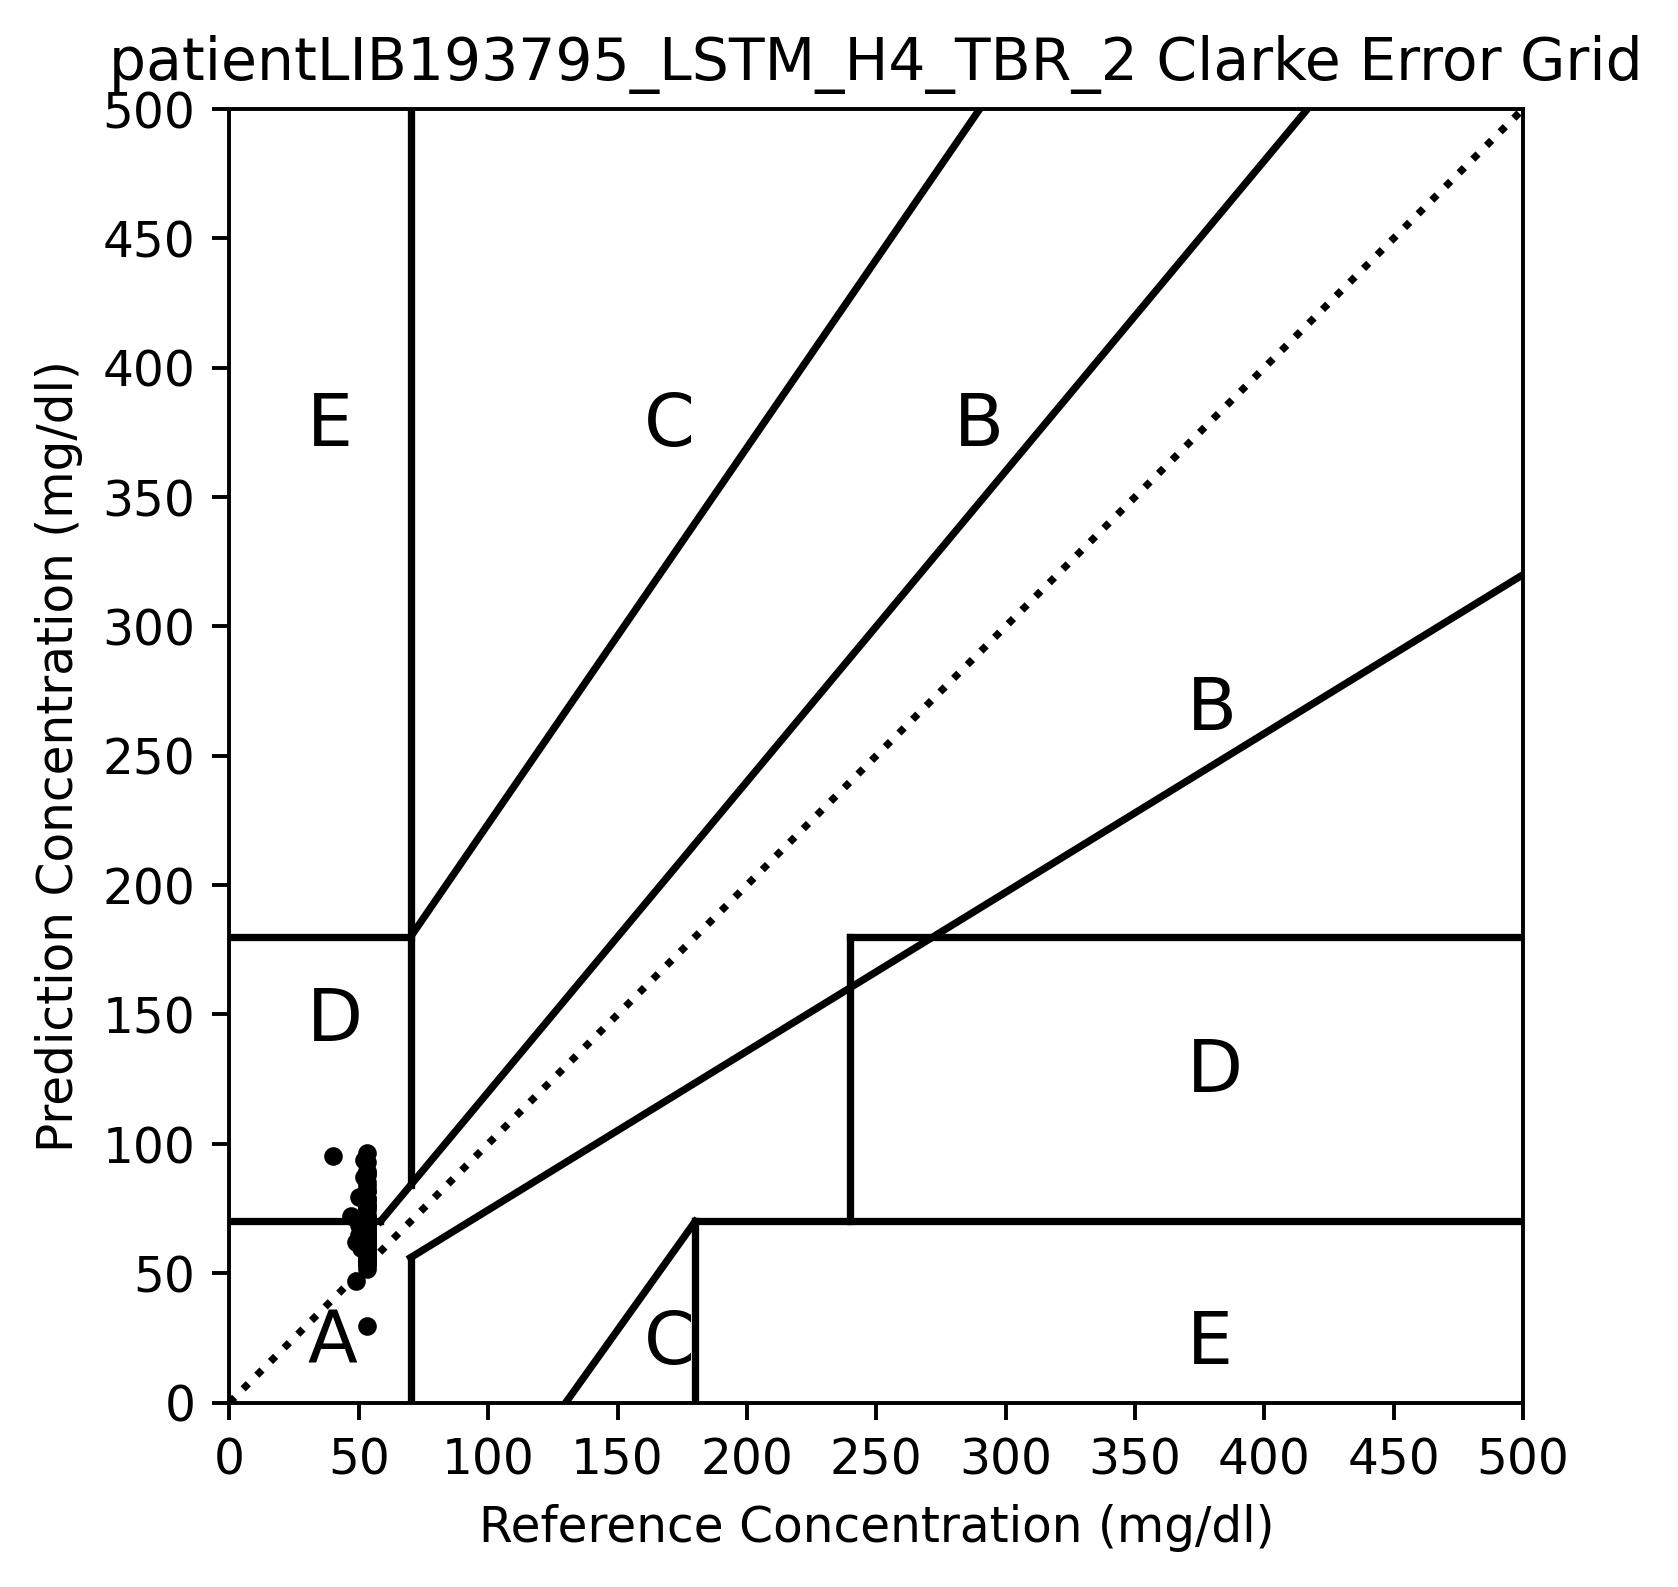 patientLIB193795_LSTM_H4_TBR_2 Clarke Error Grid
500
450
400
350
300
250
200
150
100
50
0
Prediction Concentration (mg/dl)
E
C
B
B
D
D
A
C
E
0 50 100 150 200 250 300 350 400 450 500
Reference Concentration (mg/dl)